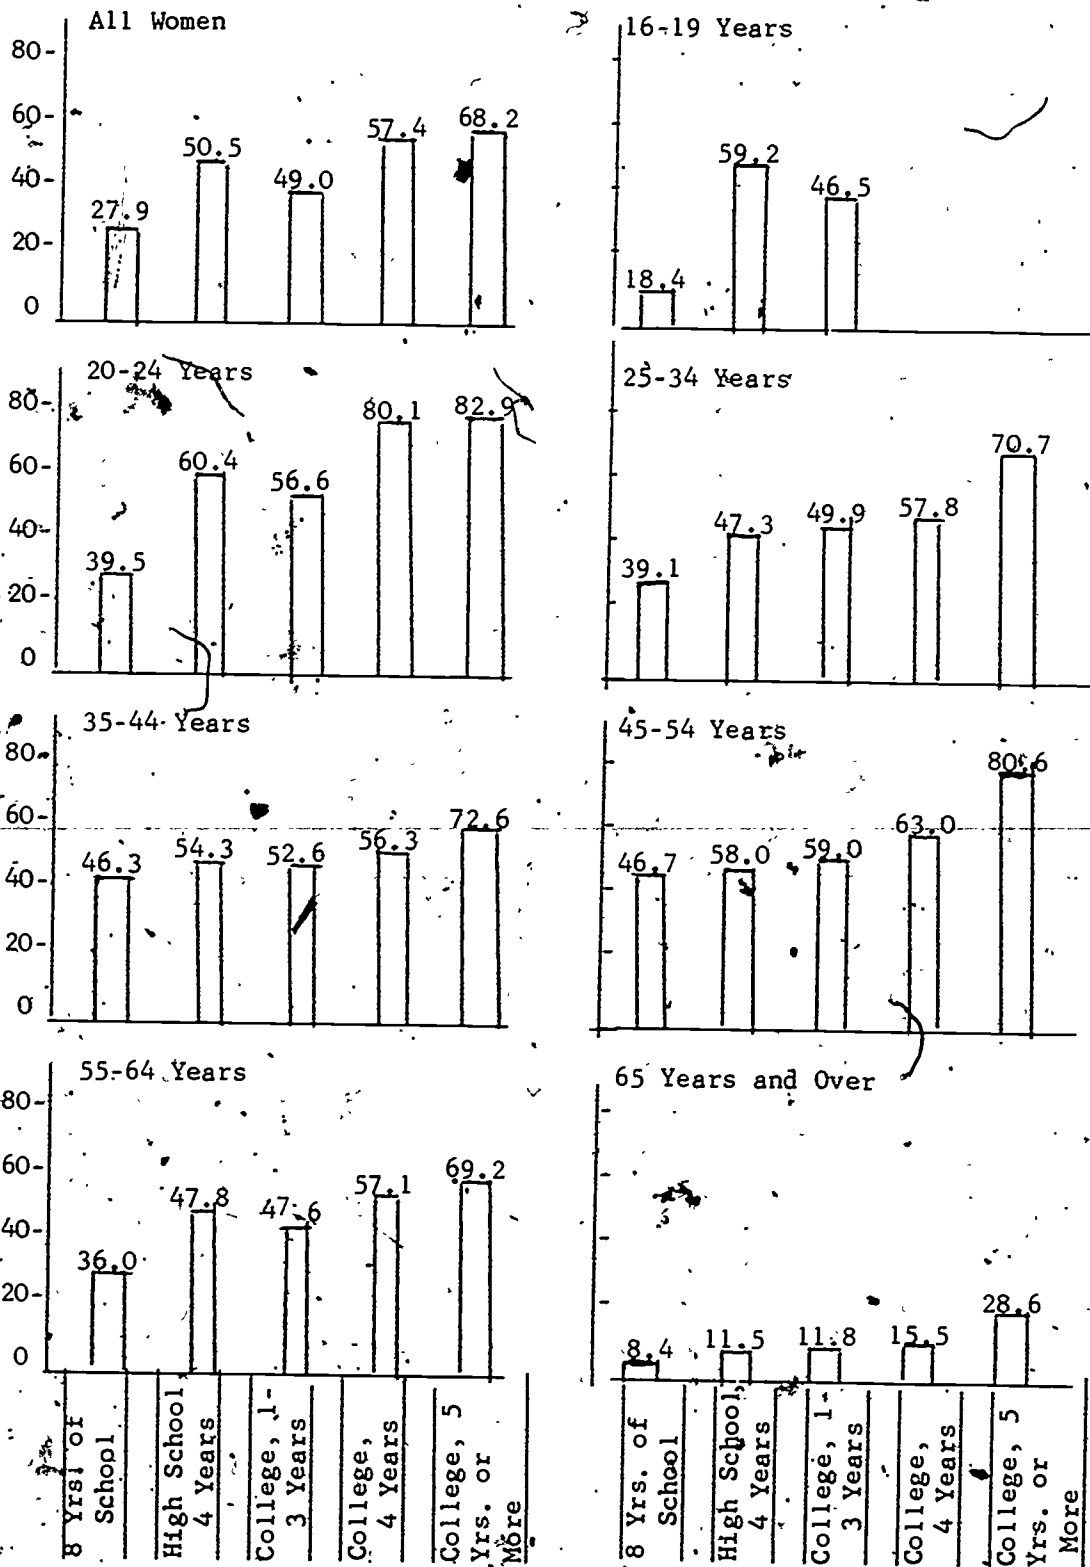 All Women
80-
60-
40-
20-
0
27.9
50.5
49.0
57.4
68.2
16-19 Years
18.4
59.2
46.5
20-24 Years
80-
60-
40-
20-
0
39.5
60.4
56.6
80.1
82.9
25-34 Years
39.1
47.3
49.9
57.8
70.7
35-44 Years
80-
60-
40-
20-
0
46.3
54.3
52.6
56.3
72.6
45-54 Years
46.7
58.0
59.0
63.0
80.6
55-64 Years
80-
60-
40-
20-
0
36.0
47.8
47.6
57.1
69.2
65 Years and Over
8.4
11.5
11.8
15.5
28.6
8 Yrs. of
School
High School
4 Years
College, 1-
3 Years
College,
4 Years
College, 5
Yrs. or
More
8 Yrs. of
School
High School,
4 Years
College, 1-
3 Years
College,
4 Years
College, 5
Yrs. or
More